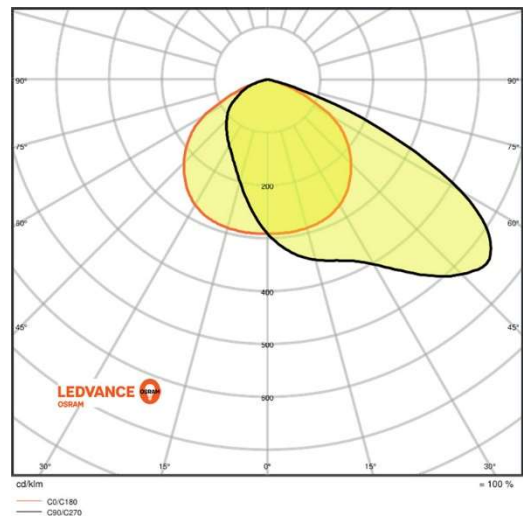 90° 90°
75° 75°
200
60° 60°
400
45° 45°
500
600
LEDVANCE OSRAM
OSRAM
30° 15° 0° 15° 30°
cd/klm = 100 %
C0/C180
C90/C270